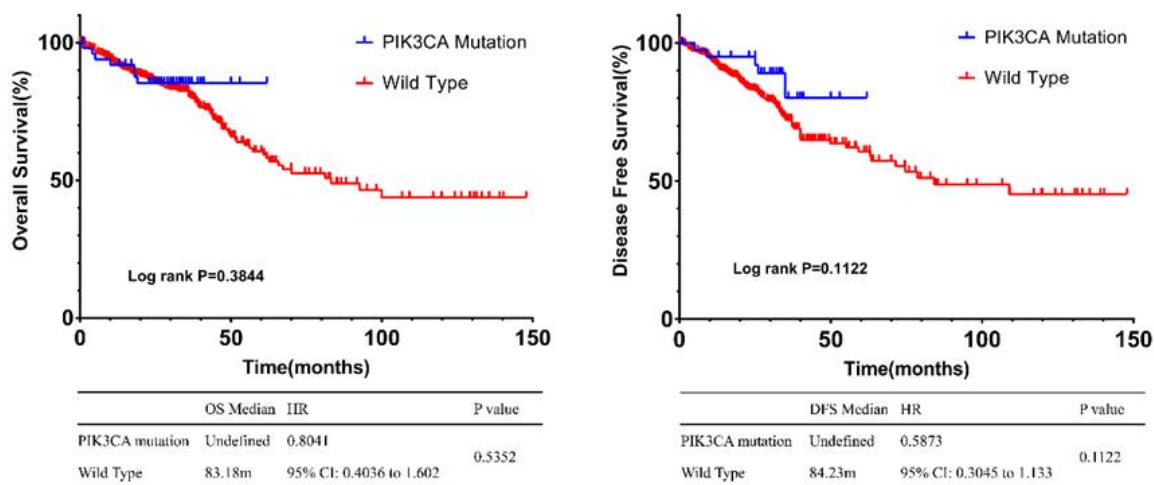 Overall Survival(%)
100
50
0
PIK3CA Mutation
Wild Type
Log rank P=0.3844
0 50 100 150
Time(months)
OS Median HR P value
PIK3CA mutation Undefined 0.8041
0.5352
Wild Type 83.18m 95% CI: 0.4036 to 1.602
Disease Free Survival(%)
100
50
0
PIK3CA Mutation
Wild Type
Log rank P=0.1122
0 50 100 150
Time(months)
DFS Median HR P value
PIK3CA mutation Undefined 0.5873
0.1122
Wild Type 84.23m 95% CI: 0.3045 to 1.133